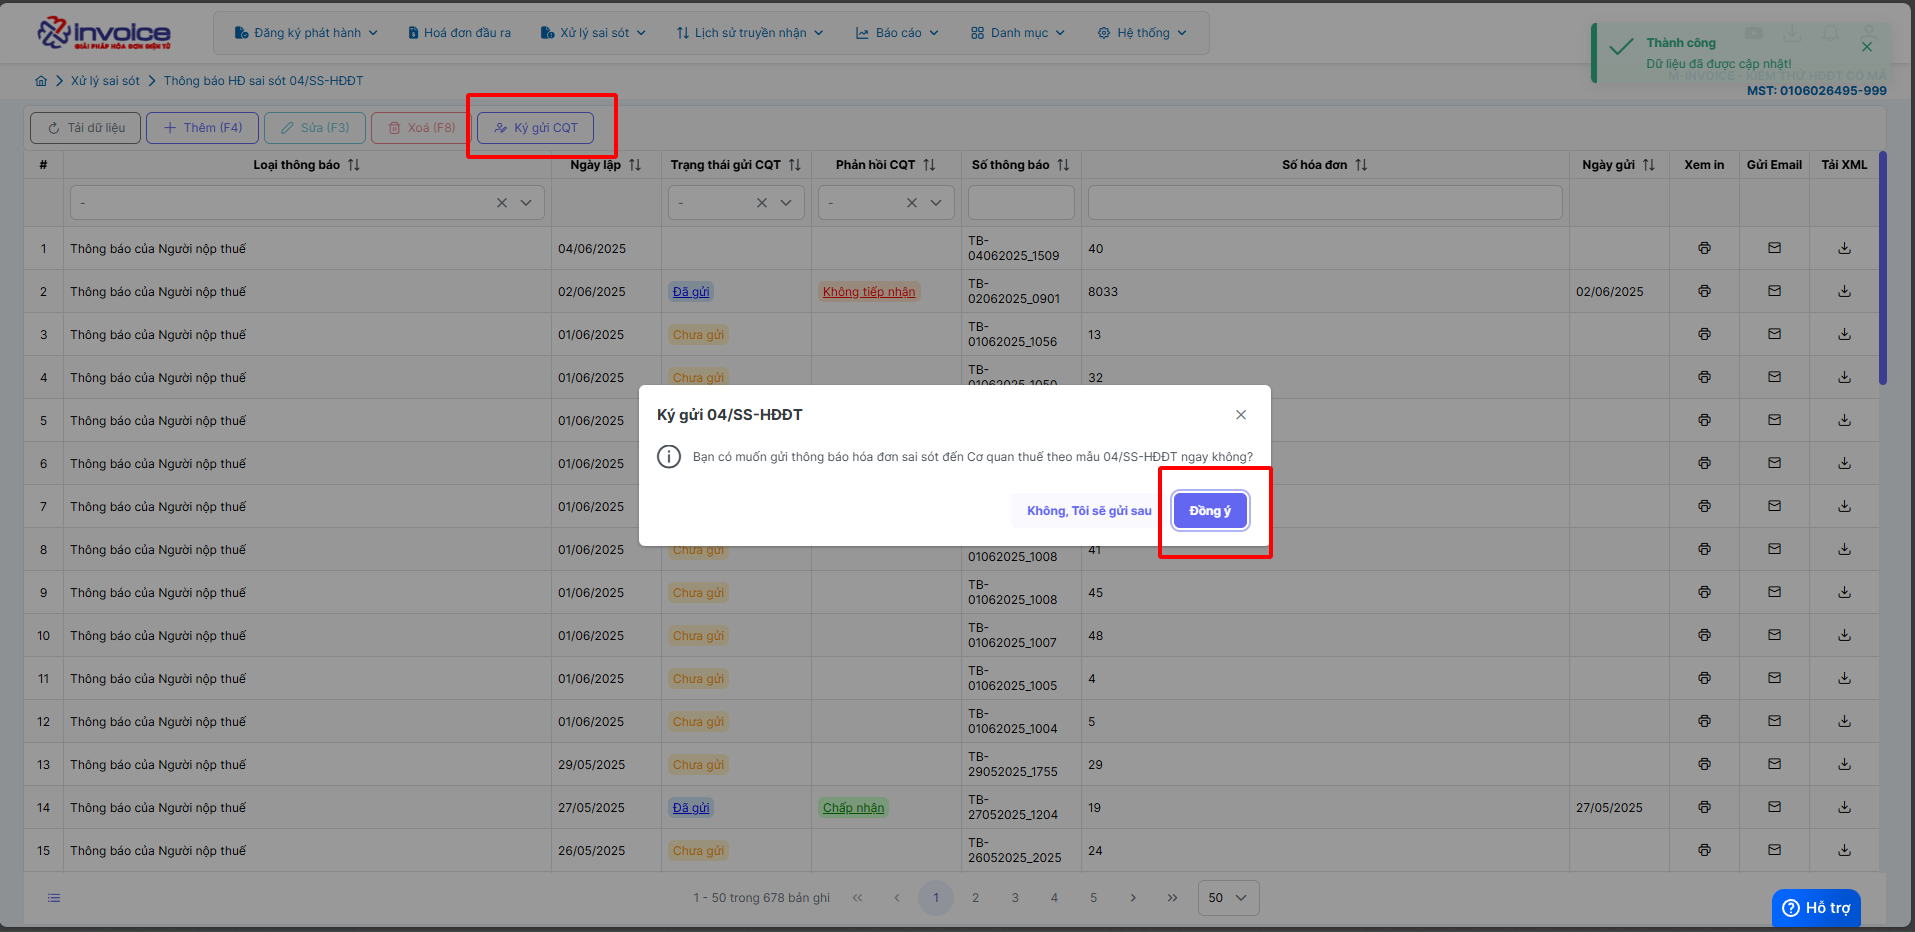 Invoice
GIẢI PHÁP HÓA ĐƠN ĐIỆN TỬ
Đăng ký phát hành
Hoá đơn đầu ra
Xử lý sai sót
Lịch sử truyền nhận
Báo cáo
Danh mục
Hệ thống
Thành công
Dữ liệu đã được cập nhật!
M-INVOICE - KIỂM THỬ HĐĐT CÓ MÃ
MST: 0106026495-999
Xử lý sai sót
Thông báo HĐ sai sót 04/SS-HĐĐT
Tải dữ liệu
Thêm (F4)
Sửa (F3)
Xoá (F8)
Ký gửi CQT
# Loại thông báo Ngày lập Trạng thái gửi CQT Phản hồi CQT Số thông báo Số hóa đơn Ngày gửi Xem in Gửi Email Tải XML
- - -
1 Thông báo của Người nộp thuế 04/06/2025 TB-04062025_1509 40
2 Thông báo của Người nộp thuế 02/06/2025 Đã gửi Không tiếp nhận TB-02062025_0901 8033 02/06/2025
3 Thông báo của Người nộp thuế 01/06/2025 Chưa gửi TB-01062025_1056 13
4 Thông báo của Người nộp thuế 01/06/2025 Chưa gửi TB-01062025_1050 32
5 Thông báo của Người nộp thuế 01/06/2025
6 Thông báo của Người nộp thuế 01/06/2025
7 Thông báo của Người nộp thuế 01/06/2025
8 Thông báo của Người nộp thuế 01/06/2025 Chưa gửi 01062025_1008 41
9 Thông báo của Người nộp thuế 01/06/2025 Chưa gửi TB-01062025_1008 45
10 Thông báo của Người nộp thuế 01/06/2025 Chưa gửi TB-01062025_1007 48
11 Thông báo của Người nộp thuế 01/06/2025 Chưa gửi TB-01062025_1005 4
12 Thông báo của Người nộp thuế 01/06/2025 Chưa gửi TB-01062025_1004 5
13 Thông báo của Người nộp thuế 29/05/2025 Chưa gửi TB-29052025_1755 29
14 Thông báo của Người nộp thuế 27/05/2025 Đã gửi Chấp nhận TB-27052025_1204 19 27/05/2025
15 Thông báo của Người nộp thuế 26/05/2025 Chưa gửi TB-26052025_2025 24
Ký gửi 04/SS-HĐĐT
Bạn có muốn gửi thông báo hóa đơn sai sót đến Cơ quan thuế theo mẫu 04/SS-HĐĐT ngay không?
Không, Tôi sẽ gửi sau
Đồng ý
1 - 50 trong 678 bản ghi
1 2 3 4 5
50
Hỗ trợ